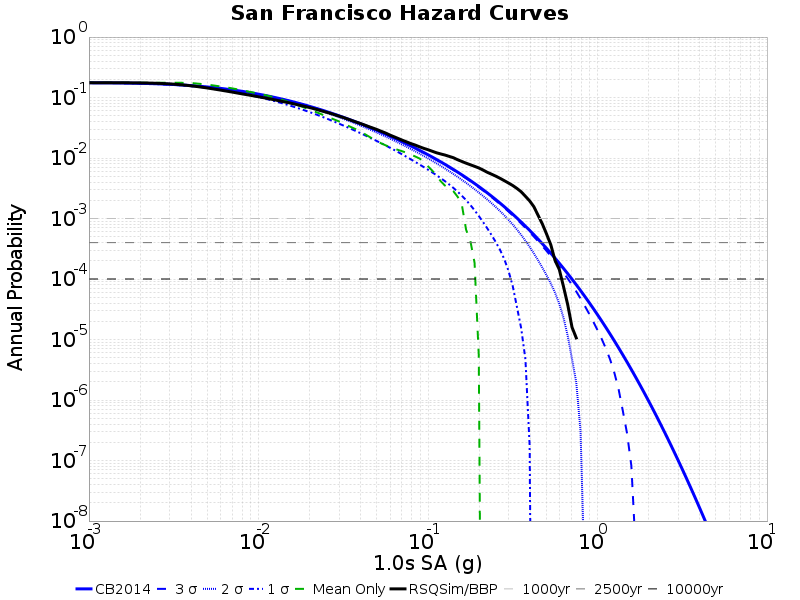 San Francisco Hazard Curves
Annual Probability
10^0
10^-1
10^-2
10^-3
10^-4
10^-5
10^-6
10^-7
10^-8
10^-3 10^-2 10^-1 10^0 10^1
1.0s SA (g)
CB2014 3 σ 2 σ 1 σ Mean Only RSQSim/BBP 1000yr 2500yr 10000yr